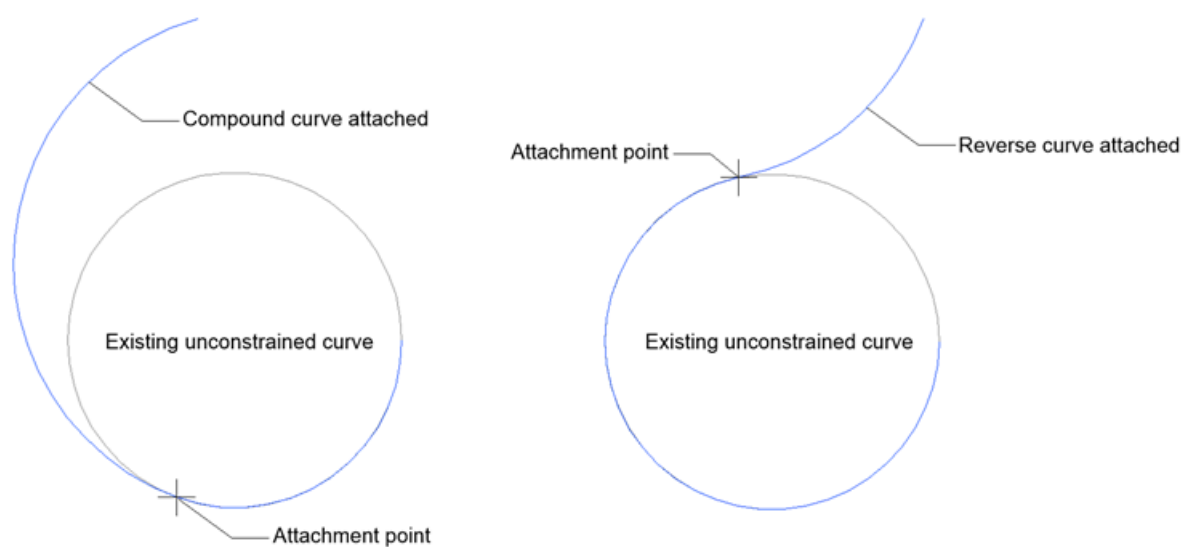 Compound curve attached
Existing unconstrained curve
Attachment point
Attachment point
Reverse curve attached
Existing unconstrained curve